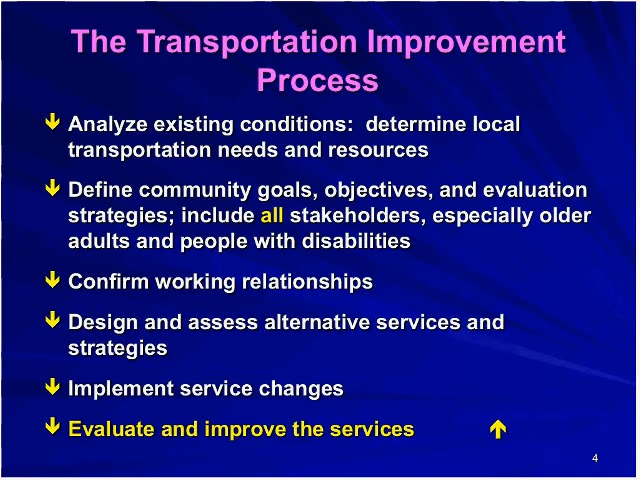 The Transportation Improvement
Process
Analyze existing conditions:  determine local
transportation needs and resources
Define community goals, objectives, and evaluation
strategies; include all stakeholders, especially older
adults and people with disabilities
Confirm working relationships
Design and assess alternative services and
strategies
Implement service changes
Evaluate and improve the services
4